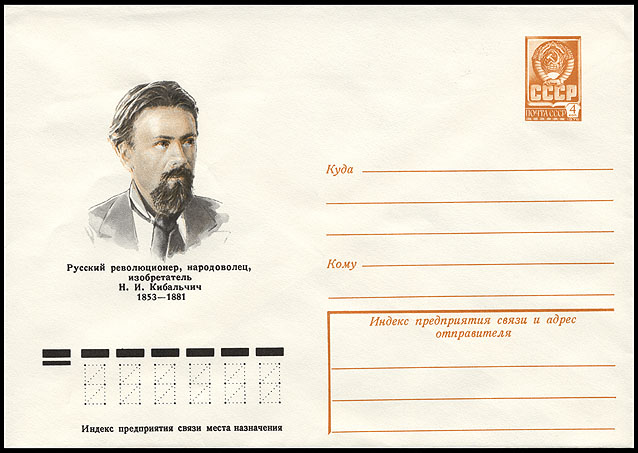 СССР
ПОЧТА СССР 4
Куда
Русский революционер, народоволец,
изобретатель
Н. И. Кибальчич
1853—1881
Кому
Индекс предприятия связи и адрес
отправителя
Индекс предприятия связи места назначения